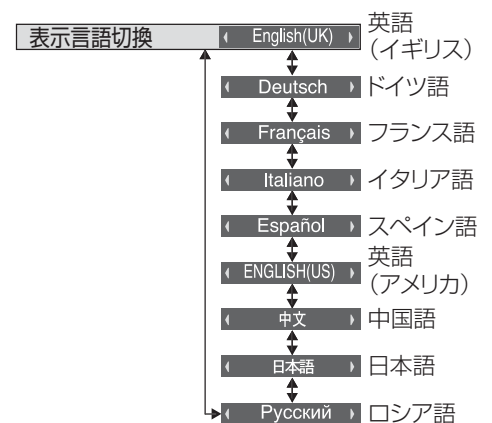 表示言語切換 English(UK) 英語
（イギリス）
Deutsch ドイツ語
Français フランス語
Italiano イタリア語
Español スペイン語
ENGLISH(US) 英語
（アメリカ）
中文 中国語
日本語 日本語
Русский ロシア語